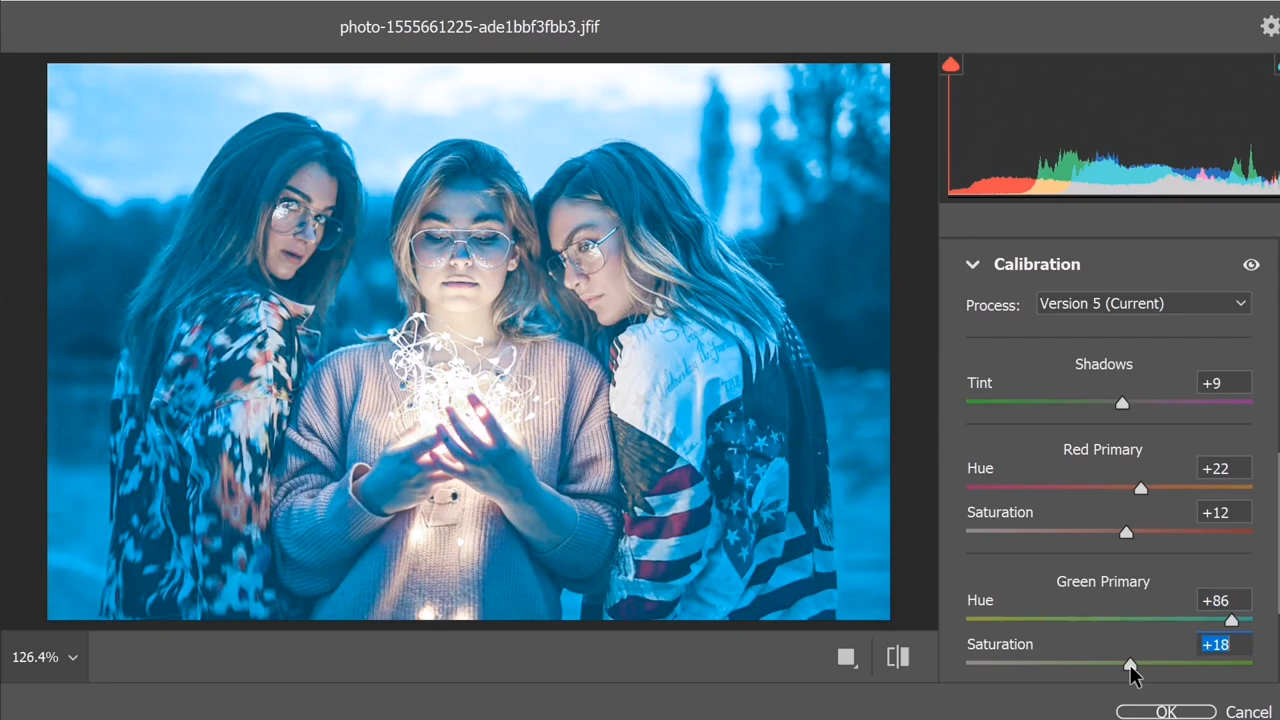 photo-1555661225-ade1bbf3fbb3.jfif
Calibration
Process: Version 5 (Current)
Shadows
Tint +9
Red Primary
Hue +22
Saturation +12
Green Primary
Hue +86
Saturation +18
126.4%
OK Cancel